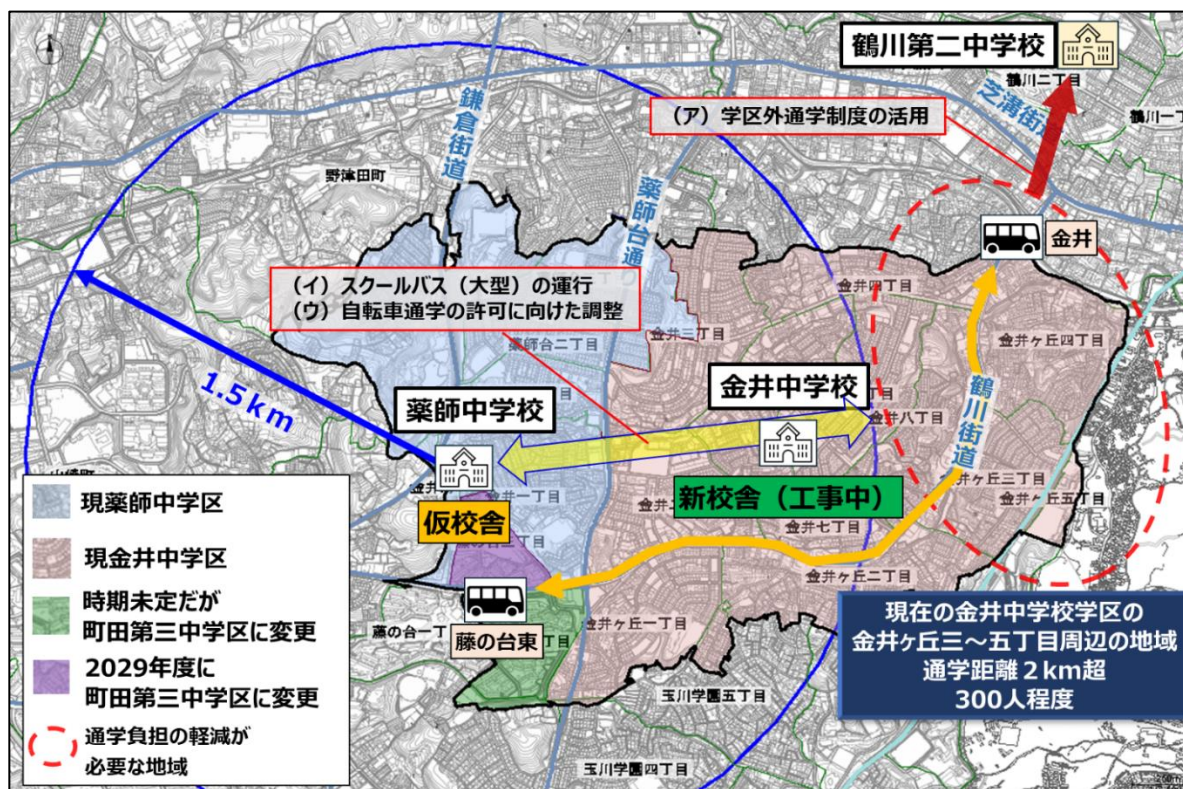 鶴川第二中学校
鶴川二丁目
芝溝街道
鶴川一丁目
(ア)学区外通学制度の活用
鎌倉街道
野津田町
薬師台通り
金井
(イ)スクールバス(大型)の運行
(ウ)自転車通学の許可に向けた調整
金井四丁目
金井三丁目
薬師台二丁目
金井ヶ丘四丁目
1.5km
薬師中学校
金井中学校
金井八丁目
鶴川街道
山崎町
金井一丁目
金井ヶ丘三丁目
金井ヶ丘五丁目
仮校舎
新校舎(工事中)
金井七丁目
金井ヶ丘二丁目
藤の台一丁目
藤の台東
金井ヶ丘一丁目
玉川学園五丁目
玉川学園四丁目
現薬師中学区
現金井中学区
時期未定だが
町田第三中学区に変更
2029年度に
町田第三中学区に変更
通学負担の軽減が
必要な地域
現在の金井中学校学区の
金井ヶ丘三~五丁目周辺の地域
通学距離2km超
300人程度